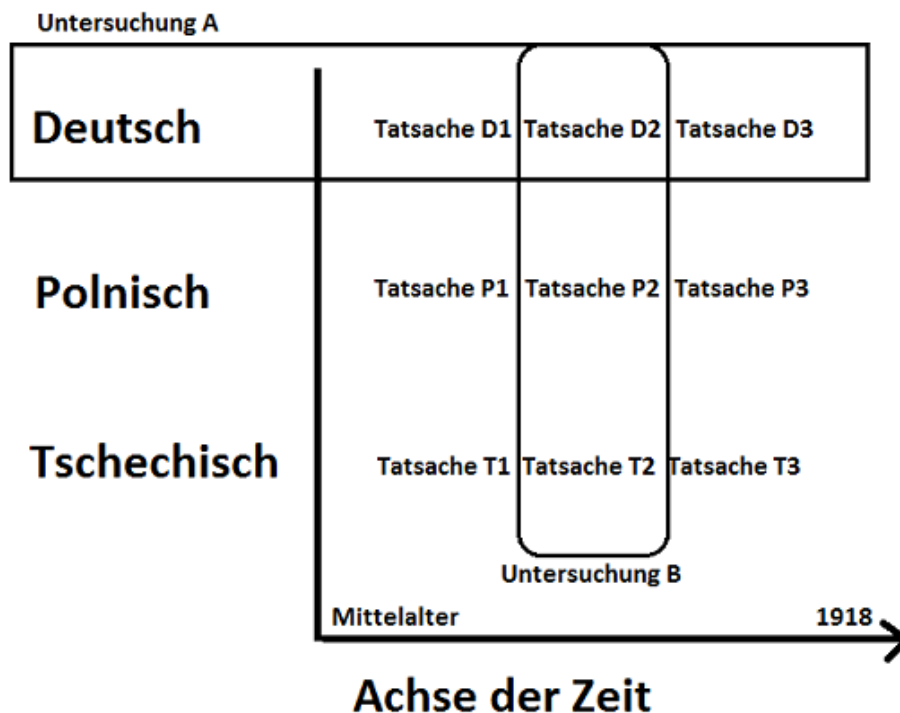 Untersuchung A
Deutsch
Tatsache D1 Tatsache D2 Tatsache D3
Polnisch
Tatsache P1 Tatsache P2 Tatsache P3
Tschechisch
Tatsache T1 Tatsache T2 Tatsache T3
Untersuchung B
Mittelalter 1918
Achse der Zeit